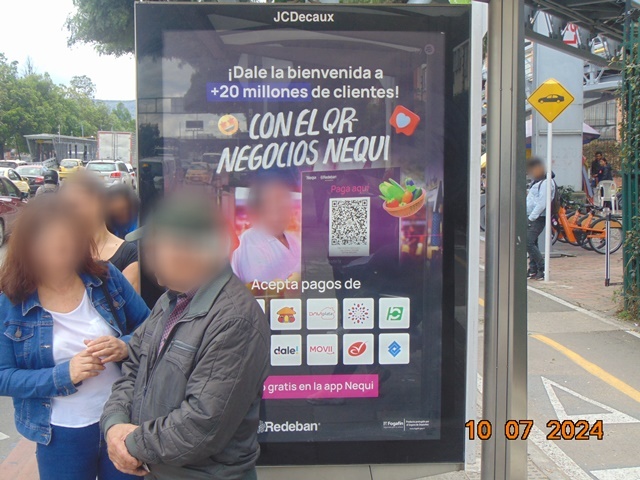 JCDecaux
¡Dale la bienvenida a
+20 millones de clientes!
CON EL QR
NEGOCIOS NEQUI
Paga aquí
Acepta pagos de
dale!
MOVII
gratis en la app Nequi
Redeban
Fogafín
10 07 2024